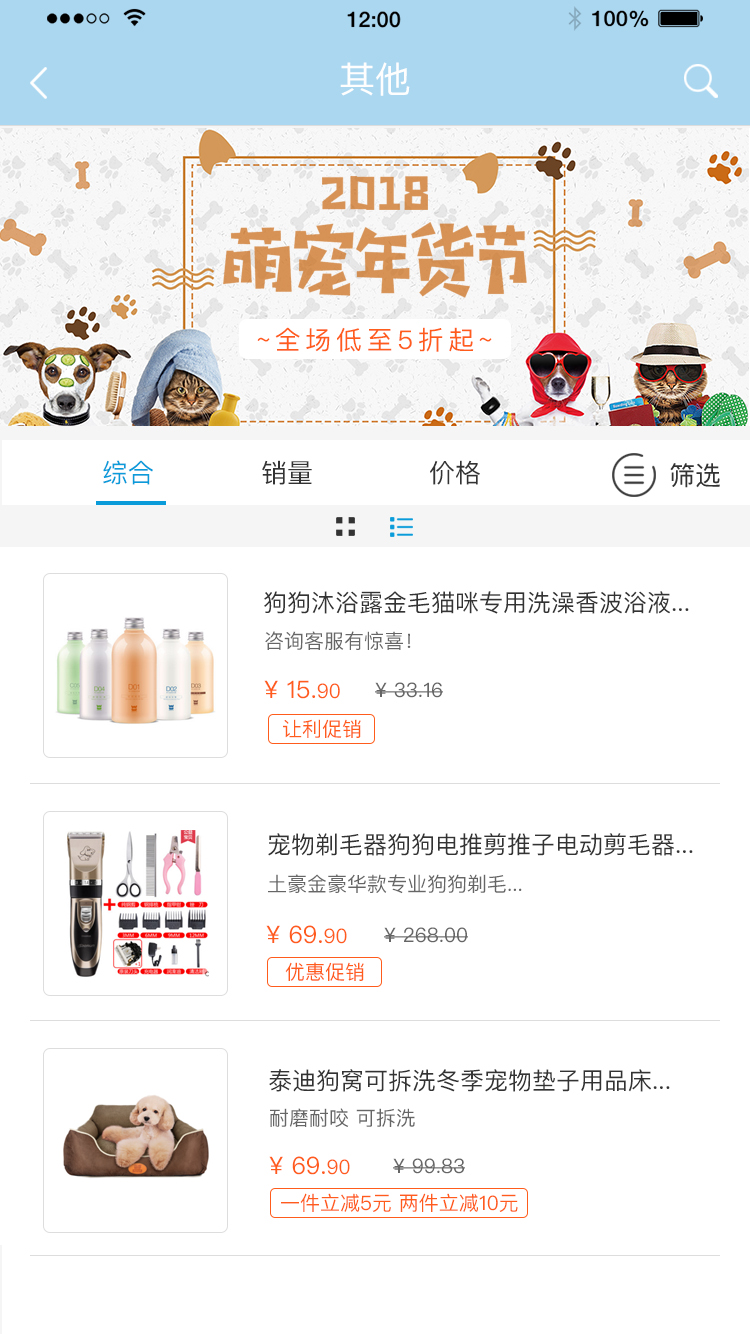 12:00
100%
其他
2018
萌宠年货节
~全场低至5折起~
综合
销量
价格
筛选
狗狗沐浴露金毛猫咪专用洗澡香波浴液...
咨询客服有惊喜!
¥ 15.90 ¥ 33.16
让利促销
D01
D02
宠物剃毛器狗狗电推剪推子电动剪毛器...
土豪金豪华款专业狗狗剃毛...
¥ 69.90 ¥ 268.00
优惠促销
3MM 6MM 9MM 12MM
泰迪狗窝可拆洗冬季宠物垫子用品床...
耐磨耐咬 可拆洗
¥ 69.90 ¥ 99.83
一件立减5元 两件立减10元